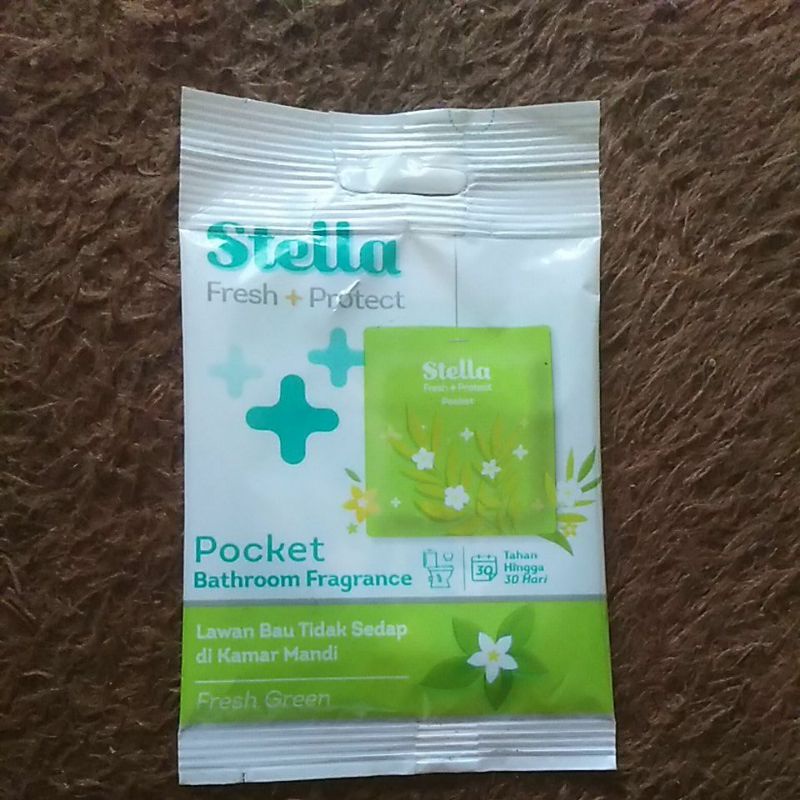 Stella
Fresh + Protect
Stella
Fresh + Protect
Pocket
Pocket
Bathroom Fragrance
30
Tahan
Hingga
30 Hari
Lawan Bau Tidak Sedap
di Kamar Mandi
Fresh Green